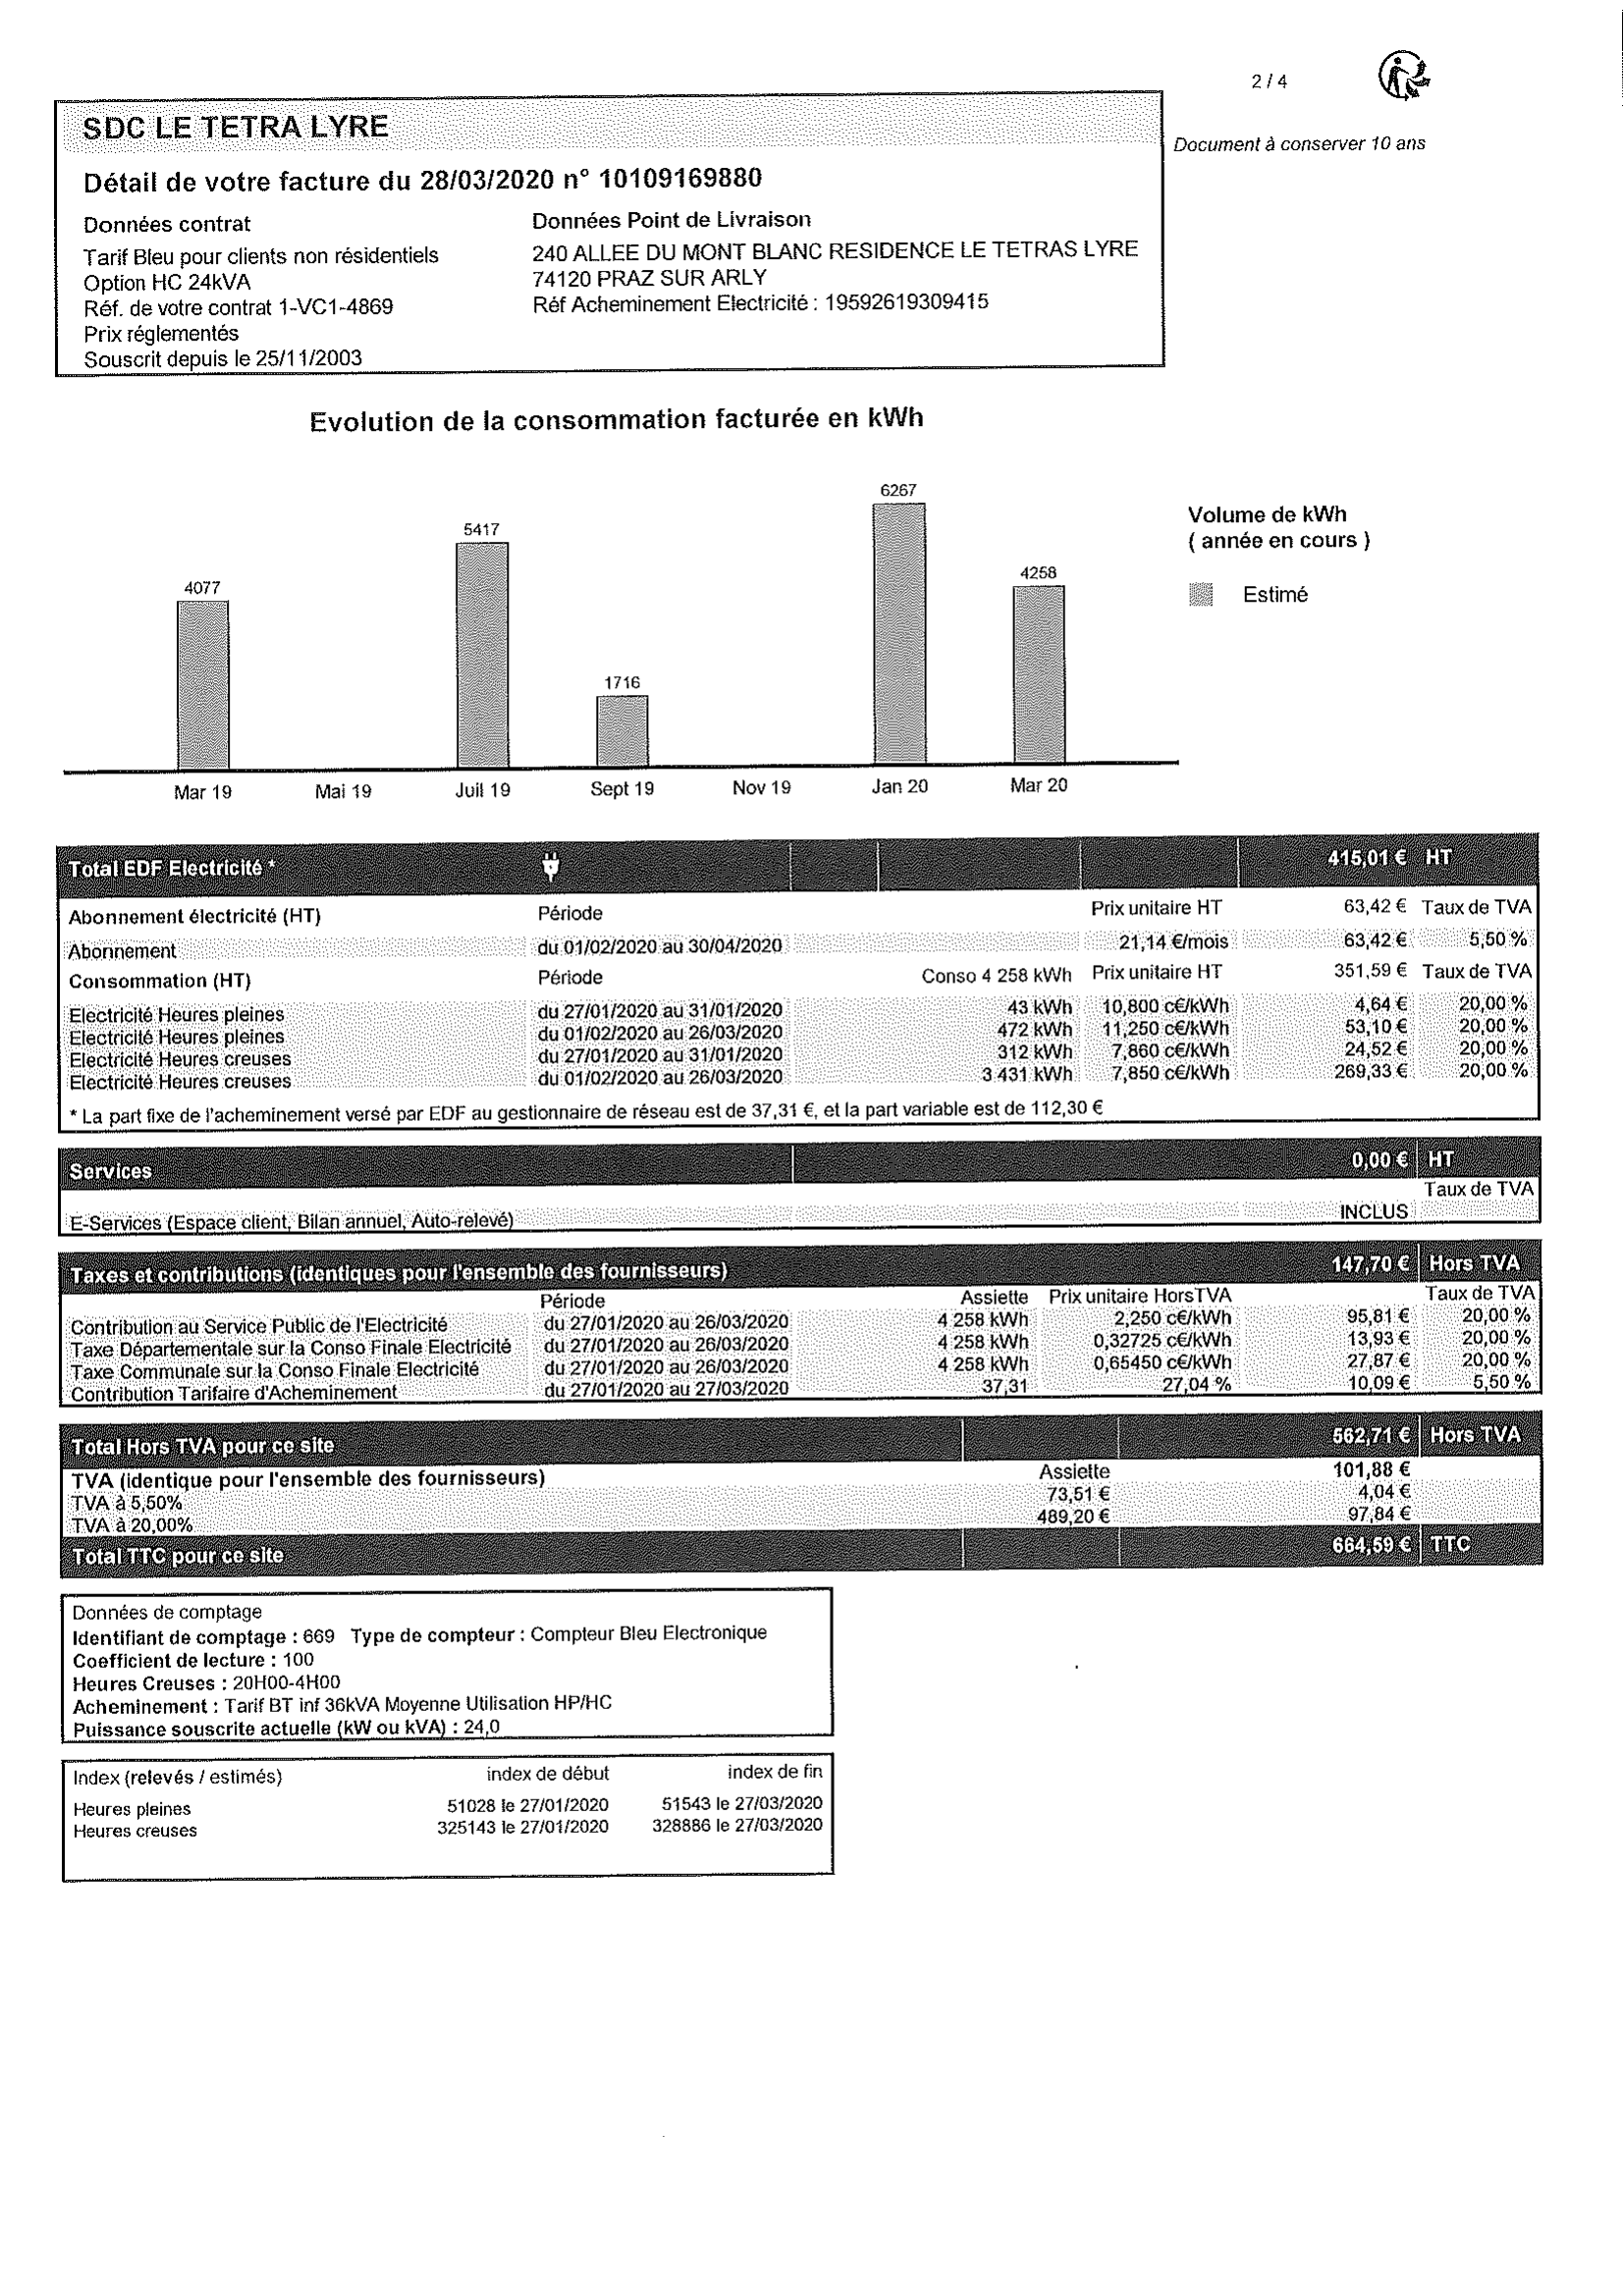 2 / 4
SDC LE TETRA LYRE
Document à conserver 10 ans
Détail de votre facture du 28/03/2020 n° 10109169880
Données contrat
Tarif Bleu pour clients non résidentiels
Option HC 24kVA
Réf. de votre contrat 1-VC1-4869
Prix réglementés
Souscrit depuis le 25/11/2003
Données Point de Livraison
240 ALLEE DU MONT BLANC RESIDENCE LE TETRAS LYRE
74120 PRAZ SUR ARLY
Réf Acheminement Electricité : 19592619309415
Evolution de la consommation facturée en kWh
4077 5417 1716 6267 4258
Mar 19 Mai 19 Juil 19 Sept 19 Nov 19 Jan 20 Mar 20
Volume de kWh
( année en cours )
Estimé
Total EDF Electricité * 415,01 € HT
Abonnement électricité (HT) Période Prix unitaire HT 63,42 € Taux de TVA
Abonnement du 01/02/2020 au 30/04/2020 21,14 €/mois 63,42 € 5,50 %
Consommation (HT) Période Conso 4 258 kWh Prix unitaire HT 351,59 € Taux de TVA
Electricité Heures pleines du 27/01/2020 au 31/01/2020 43 kWh 10,800 c€/kWh 4,64 € 20,00 %
Electricité Heures pleines du 01/02/2020 au 26/03/2020 472 kWh 11,250 c€/kWh 53,10 € 20,00 %
Electricité Heures creuses du 27/01/2020 au 31/01/2020 312 kWh 7,860 c€/kWh 24,52 € 20,00 %
Electricité Heures creuses du 01/02/2020 au 26/03/2020 3 431 kWh 7,850 c€/kWh 269,33 € 20,00 %
* La part fixe de l'acheminement versé par EDF au gestionnaire de réseau est de 37,31 €, et la part variable est de 112,30 €
Services 0,00 € HT
Taux de TVA
E-Services (Espace client, Bilan annuel, Auto-relevé) INCLUS
Taxes et contributions (identiques pour l'ensemble des fournisseurs) 147,70 € Hors TVA
Période Assiette Prix unitaire HorsTVA Taux de TVA
Contribution au Service Public de l'Electricité du 27/01/2020 au 26/03/2020 4 258 kWh 2,250 c€/kWh 95,81 € 20,00 %
Taxe Départementale sur la Conso Finale Electricité du 27/01/2020 au 26/03/2020 4 258 kWh 0,32725 c€/kWh 13,93 € 20,00 %
Taxe Communale sur la Conso Finale Electricité du 27/01/2020 au 26/03/2020 4 258 kWh 0,65450 c€/kWh 27,87 € 20,00 %
Contribution Tarifaire d'Acheminement du 27/01/2020 au 27/03/2020 37,31 27,04 % 10,09 € 5,50 %
Total Hors TVA pour ce site 562,71 € Hors TVA
TVA (identique pour l'ensemble des fournisseurs) Assiette 101,88 €
TVA à 5,50% 73,51 € 4,04 €
TVA à 20,00% 489,20 € 97,84 €
Total TTC pour ce site 664,59 € TTC
Données de comptage
Identifiant de comptage : 669 Type de compteur : Compteur Bleu Electronique
Coefficient de lecture : 100
Heures Creuses : 20H00-4H00
Acheminement : Tarif BT inf 36kVA Moyenne Utilisation HP/HC
Puissance souscrite actuelle (kW ou kVA) : 24,0
Index (relevés / estimés) index de début index de fin
Heures pleines 51028 le 27/01/2020 51543 le 27/03/2020
Heures creuses 325143 le 27/01/2020 328886 le 27/03/2020